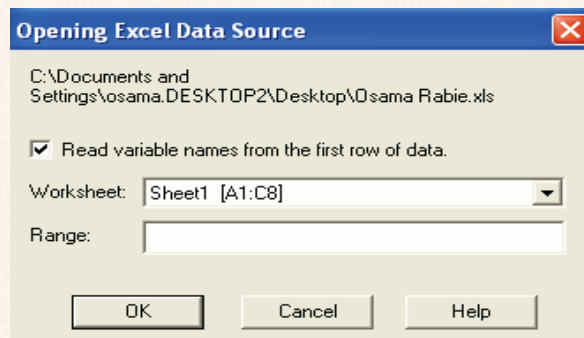 Opening Excel Data Source
C:\Documents and
Settings\osama.DESKTOP2\Desktop\Osama Rabie.xls
Read variable names from the first row of data.
Worksheet: Sheet1 [A1:C8]
Range:
OK Cancel Help